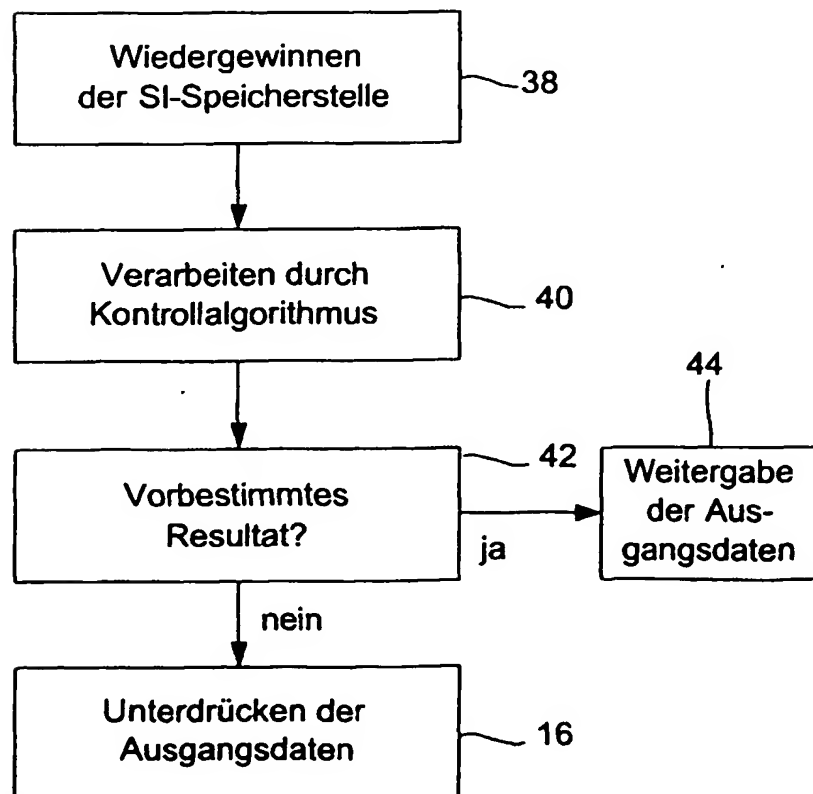 Wiedergewinnen
der SI-Speicherstelle
38
Verarbeiten durch
Kontrollalgorithmus
40
44
42
Vorbestimmtes
Resultat?
ja
Weitergabe
der Aus-
gangsdaten
nein
Unterdrücken der
Ausgangsdaten
16